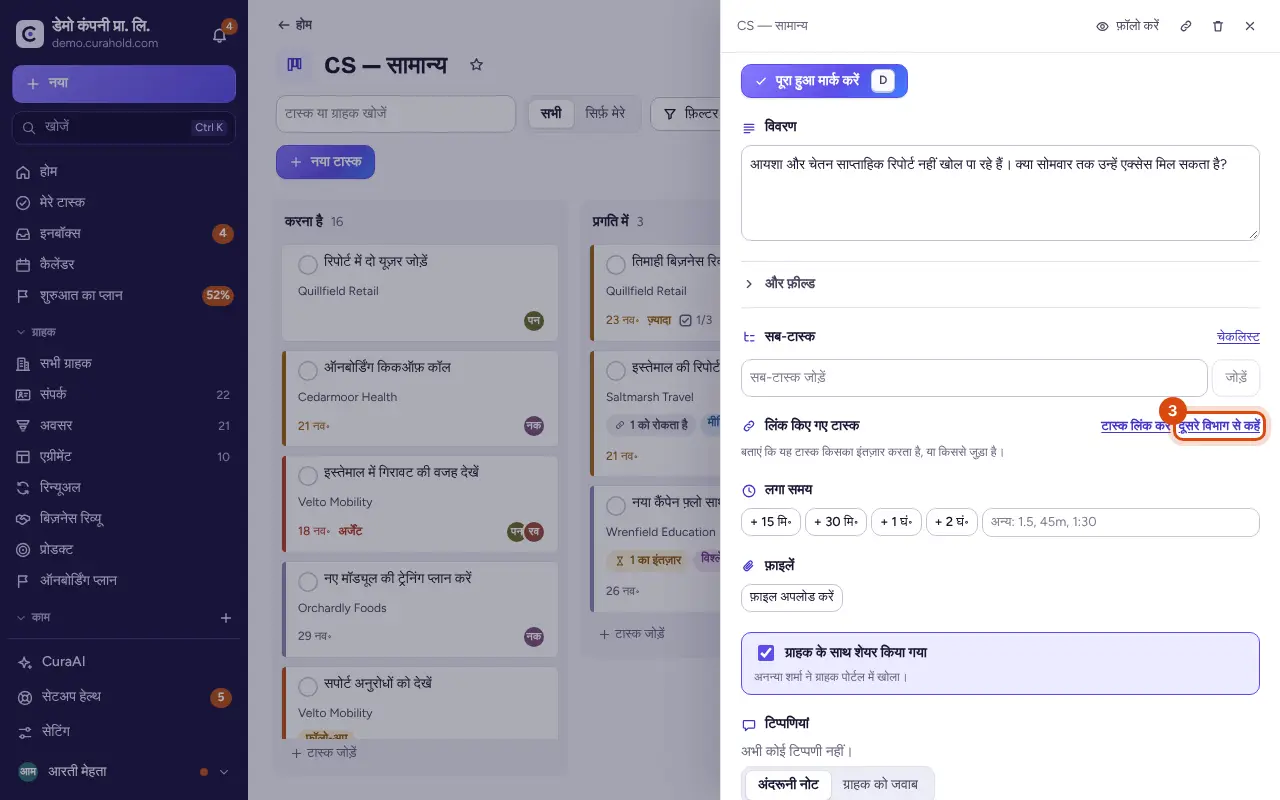 डेमो कंपनी प्रा. लि.
demo.curahold.com
4
नया
खोजें
Ctrl K
होम
मेरे टास्क
इनबॉक्स
4
कैलेंडर
शुरुआत का प्लान
52%
ग्राहक
सभी ग्राहक
संपर्क
22
अवसर
21
एग्रीमेंट
10
रिन्यूअल
बिज़नेस रिव्यू
प्रोडक्ट
ऑनबोर्डिंग प्लान
काम
CuraAI
सेटअप हेल्थ
5
सेटिंग
आम
आरती मेहता
होम
CS — सामान्य
टास्क या ग्राहक खोजें
सभी
सिर्फ़ मेरे
फ़िल्टर
नया टास्क
करना है 16
रिपोर्ट में दो यूज़र जोड़ें
Quillfield Retail
पन
ऑनबोर्डिंग किकऑफ़ कॉल
Cedarmoor Health
21 नव॰
नक
इस्तेमाल में गिरावट की वजह देखें
Velto Mobility
18 नव॰ अर्जेंट
पन रव
नए मॉड्यूल की ट्रेनिंग प्लान करें
Orchardly Foods
29 नव॰
नक
सपोर्ट अनुरोधों को देखें
Velto Mobility
फ़ॉलो-अप
टास्क जोड़ें
प्रगति में 3
Quillfield Retail
23 नव॰ ज़्यादा 1/3
Saltmarsh Travel
1 को रोकता है
21 नव॰
Wrenfield Education
1 का इंतज़ार
26 नव॰
टास्क जोड़ें
CS — सामान्य
फ़ॉलो करें
पूरा हुआ मार्क करें D
विवरण
आयशा और चेतन साप्ताहिक रिपोर्ट नहीं खोल पा रहे हैं। क्या सोमवार तक उन्हें एक्सेस मिल सकता है?
और फ़ील्ड
सब-टास्क
चेकलिस्ट
सब-टास्क जोड़ें
जोड़ें
3
लिंक किए गए टास्क
टास्क लिंक करें
दूसरे विभाग से कहें
बताएं कि यह टास्क किसका इंतज़ार करता है, या किससे जुड़ा है।
लगा समय
+ 15 मि॰
+ 30 मि॰
+ 1 घं॰
+ 2 घं॰
अन्य: 1.5, 45m, 1:30
फ़ाइलें
फ़ाइल अपलोड करें
ग्राहक के साथ शेयर किया गया
अनन्या शर्मा ने ग्राहक पोर्टल में खोला।
टिप्पणियां
अभी कोई टिप्पणी नहीं।
अंदरूनी नोट
ग्राहक को जवाब